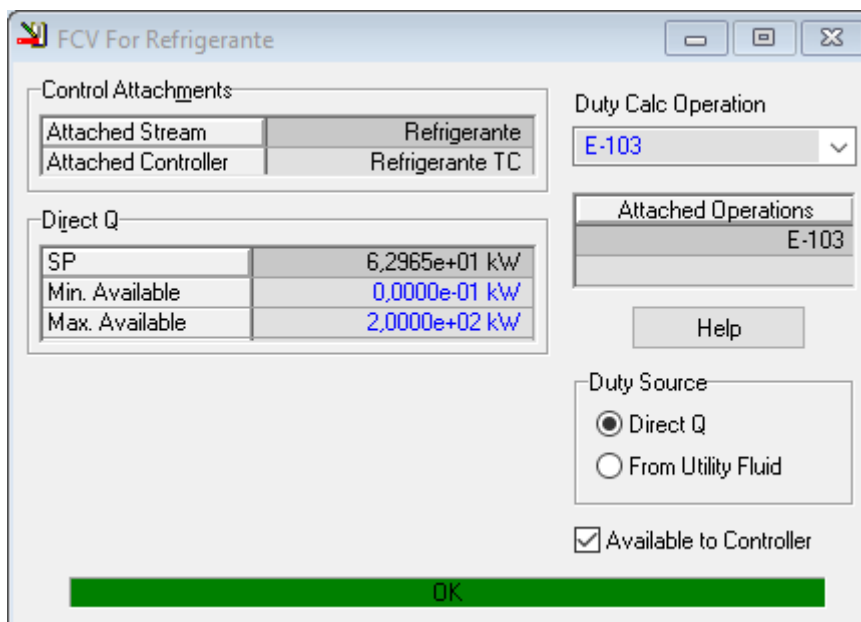 FCV For Refrigerante
Control Attachments
Attached Stream Refrigerante
Attached Controller Refrigerante TC
Direct Q
SP 6,2965e+01 kW
Min. Available 0,0000e-01 kW
Max. Available 2,0000e+02 kW
Duty Calc Operation
E-103
Attached Operations
E-103
Help
Duty Source
Direct Q
From Utility Fluid
Available to Controller
OK